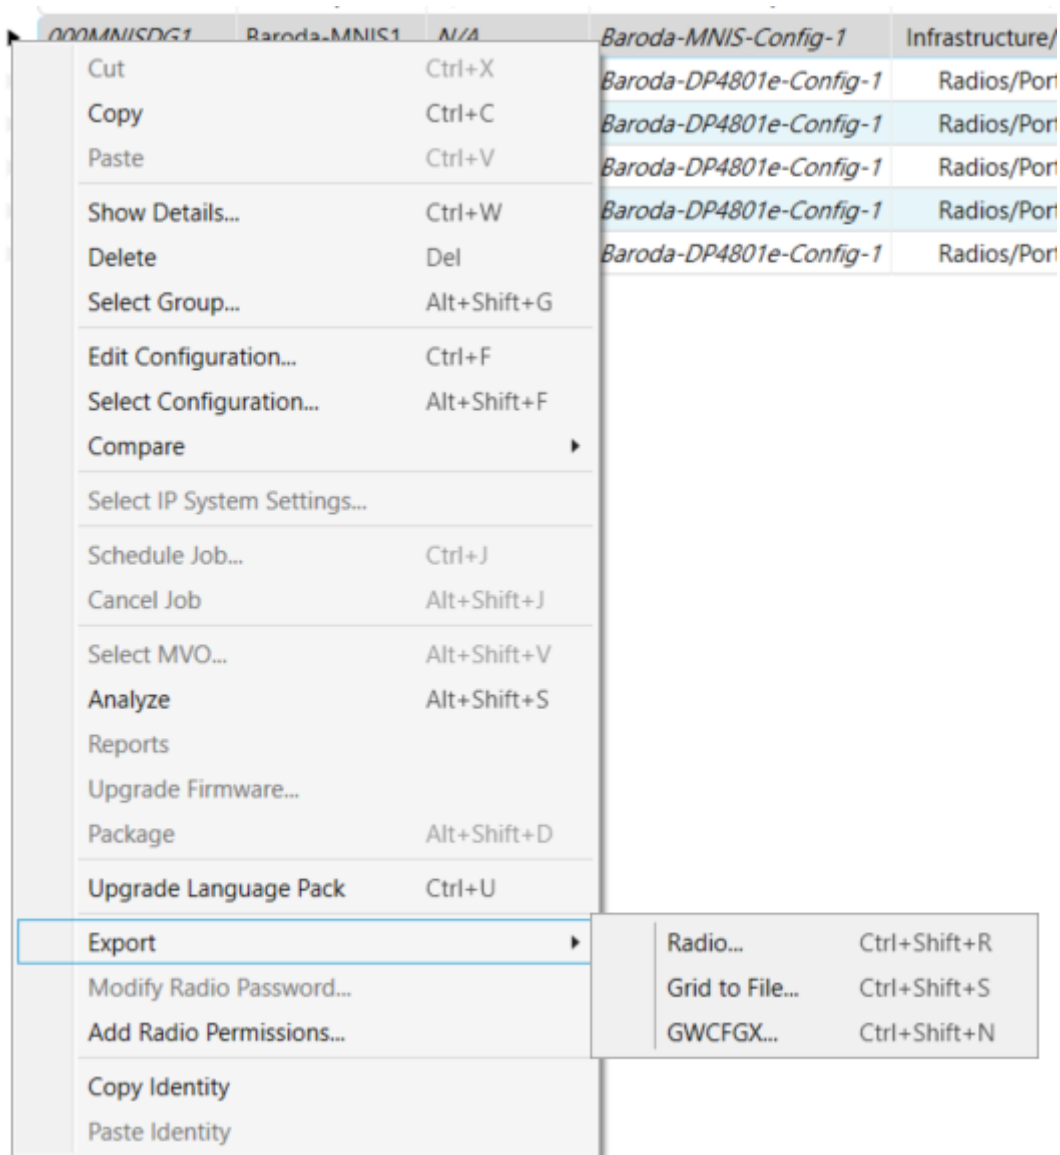 000MNISDG1 Baroda-MNIS1 N/A Baroda-MNIS-Config-1 Infrastructure/
Cut Ctrl+X
Baroda-DP4801e-Config-1 Radios/Port
Copy Ctrl+C
Baroda-DP4801e-Config-1 Radios/Port
Paste Ctrl+V
Baroda-DP4801e-Config-1 Radios/Port
Show Details... Ctrl+W
Baroda-DP4801e-Config-1 Radios/Port
Delete Del
Baroda-DP4801e-Config-1 Radios/Port
Select Group... Alt+Shift+G
Edit Configuration... Ctrl+F
Select Configuration... Alt+Shift+F
Compare
Select IP System Settings...
Schedule Job... Ctrl+J
Cancel Job Alt+Shift+J
Select MVO... Alt+Shift+V
Analyze Alt+Shift+S
Reports
Upgrade Firmware...
Package Alt+Shift+D
Upgrade Language Pack Ctrl+U
Export
Radio... Ctrl+Shift+R
Modify Radio Password...
Grid to File... Ctrl+Shift+S
Add Radio Permissions...
GWCFGX... Ctrl+Shift+N
Copy Identity
Paste Identity